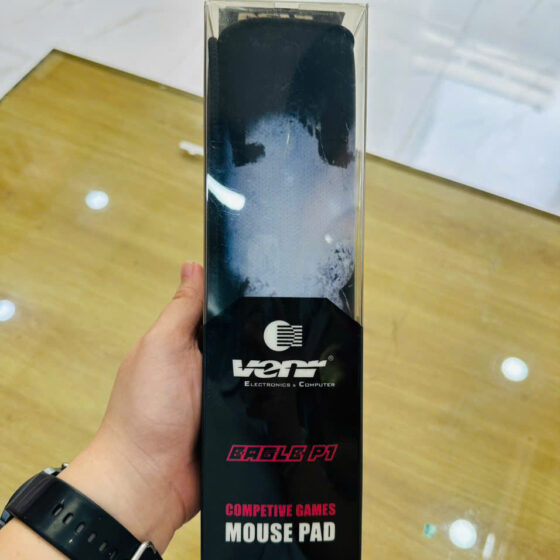 venr®
ELECTRONICS & COMPUTER
EAGLE P1
COMPETIVE GAMES
MOUSE PAD